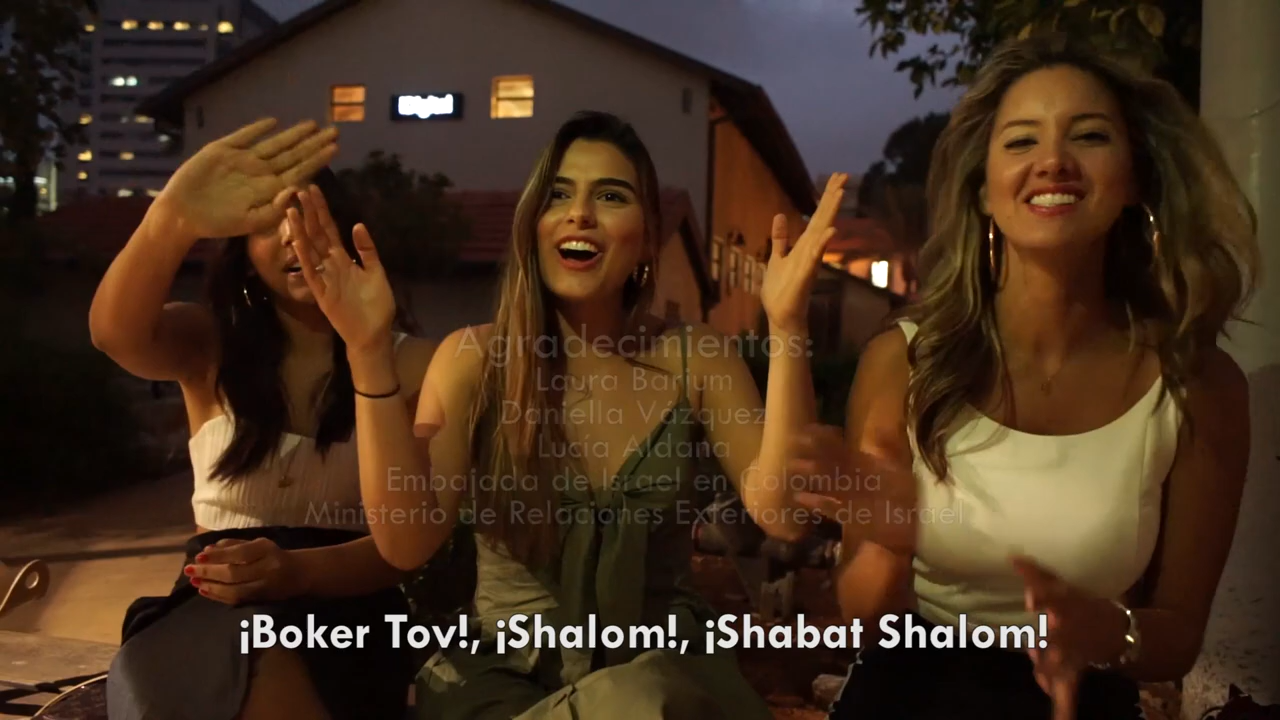 Agradecimientos:
Laura Barium
Daniella Vázquez
Lucía Adana
Embajada de Israel en Colombia
Ministerio de Relaciones Exteriores de Israel
¡Boker Tov!, ¡Shalom!, ¡Shabat Shalom!